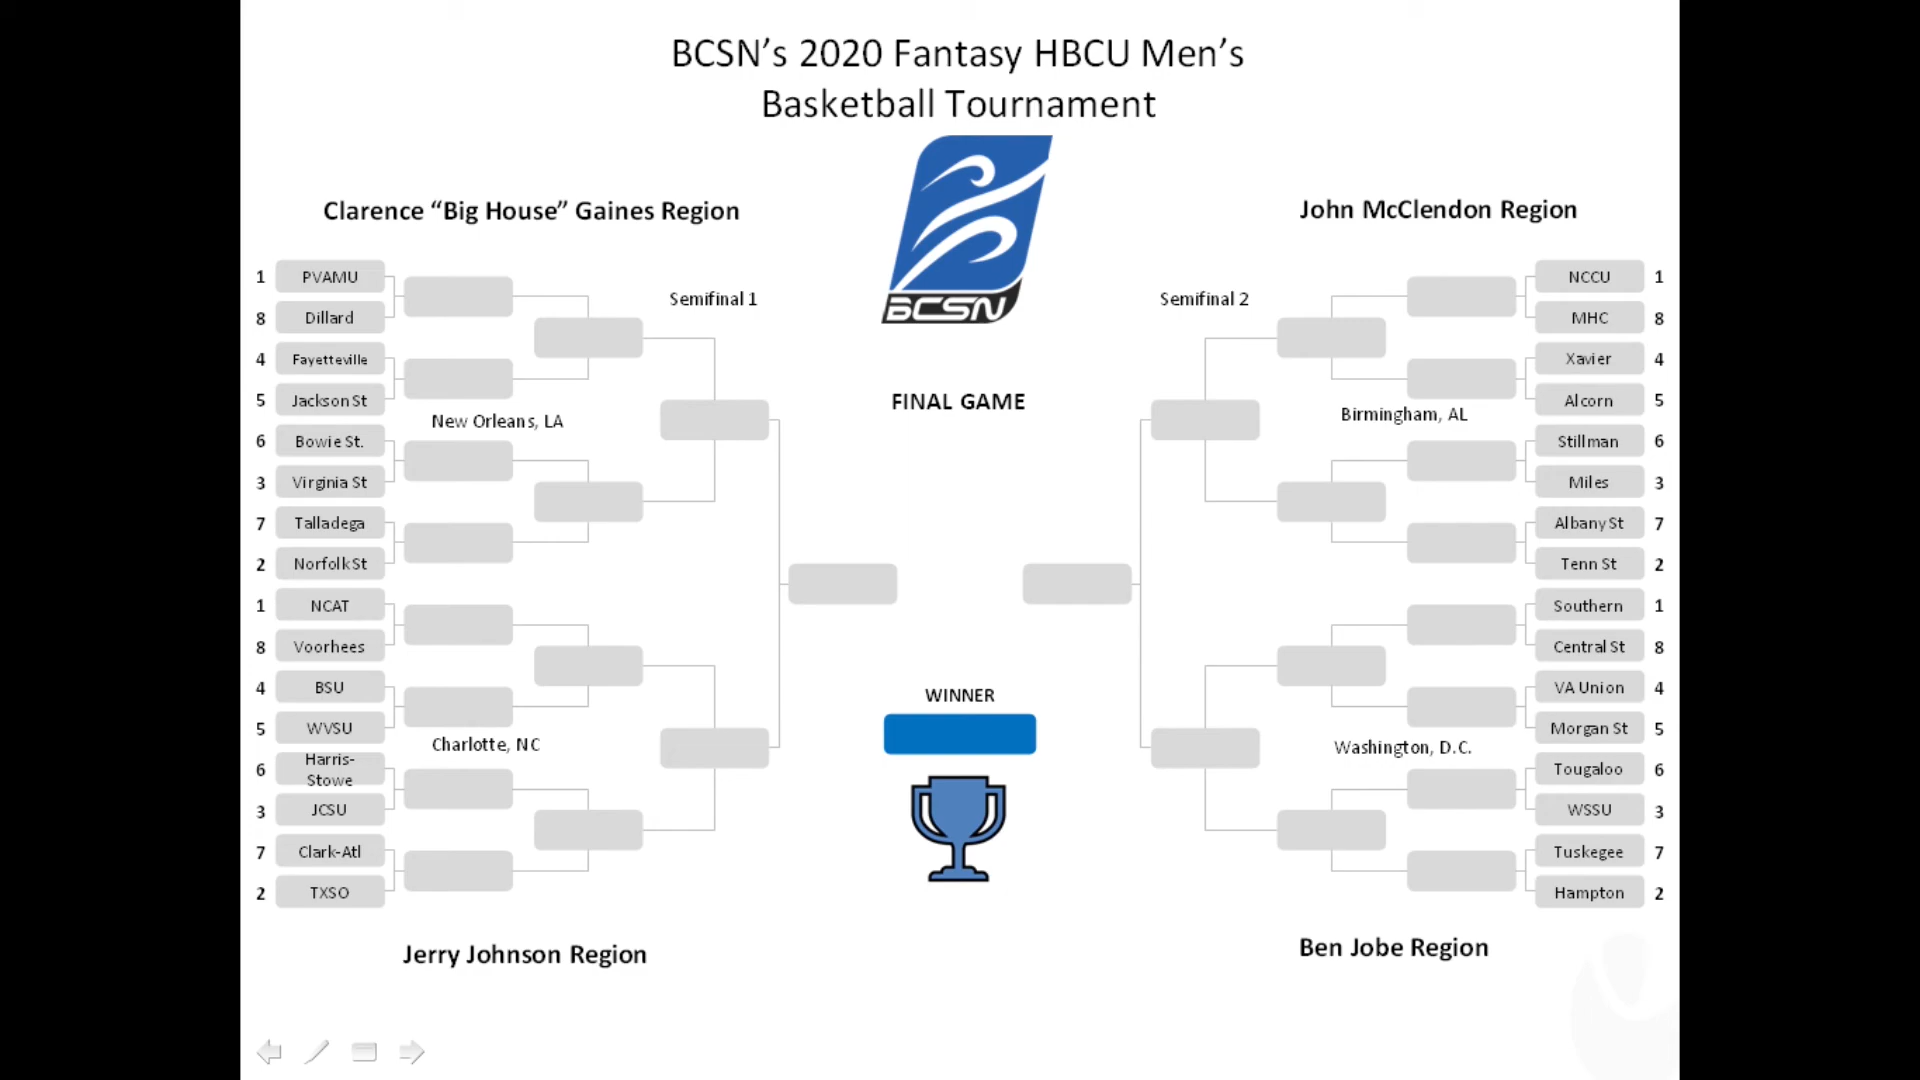 BCSN’s 2020 Fantasy HBCU Men’s
Basketball Tournament
BCSN
Clarence “Big House” Gaines Region
1 PVAMU
8 Dillard
4 Fayetteville
5 Jackson St
6 Bowie St.
3 Virginia St
7 Talladega
2 Norfolk St
New Orleans, LA
Semifinal 1
1 NCAT
8 Voorhees
4 BSU
5 WVSU
6 Harris-
Stowe
3 JCSU
7 Clark-Atl
2 TXSO
Charlotte, NC
Jerry Johnson Region
FINAL GAME
WINNER
John McClendon Region
Semifinal 2
NCCU 1
MHC 8
Xavier 4
Alcorn 5
Stillman 6
Miles 3
Albany St 7
Tenn St 2
Birmingham, AL
Southern 1
Central St 8
VA Union 4
Morgan St 5
Tougaloo 6
WSSU 3
Tuskegee 7
Hampton 2
Washington, D.C.
Ben Jobe Region